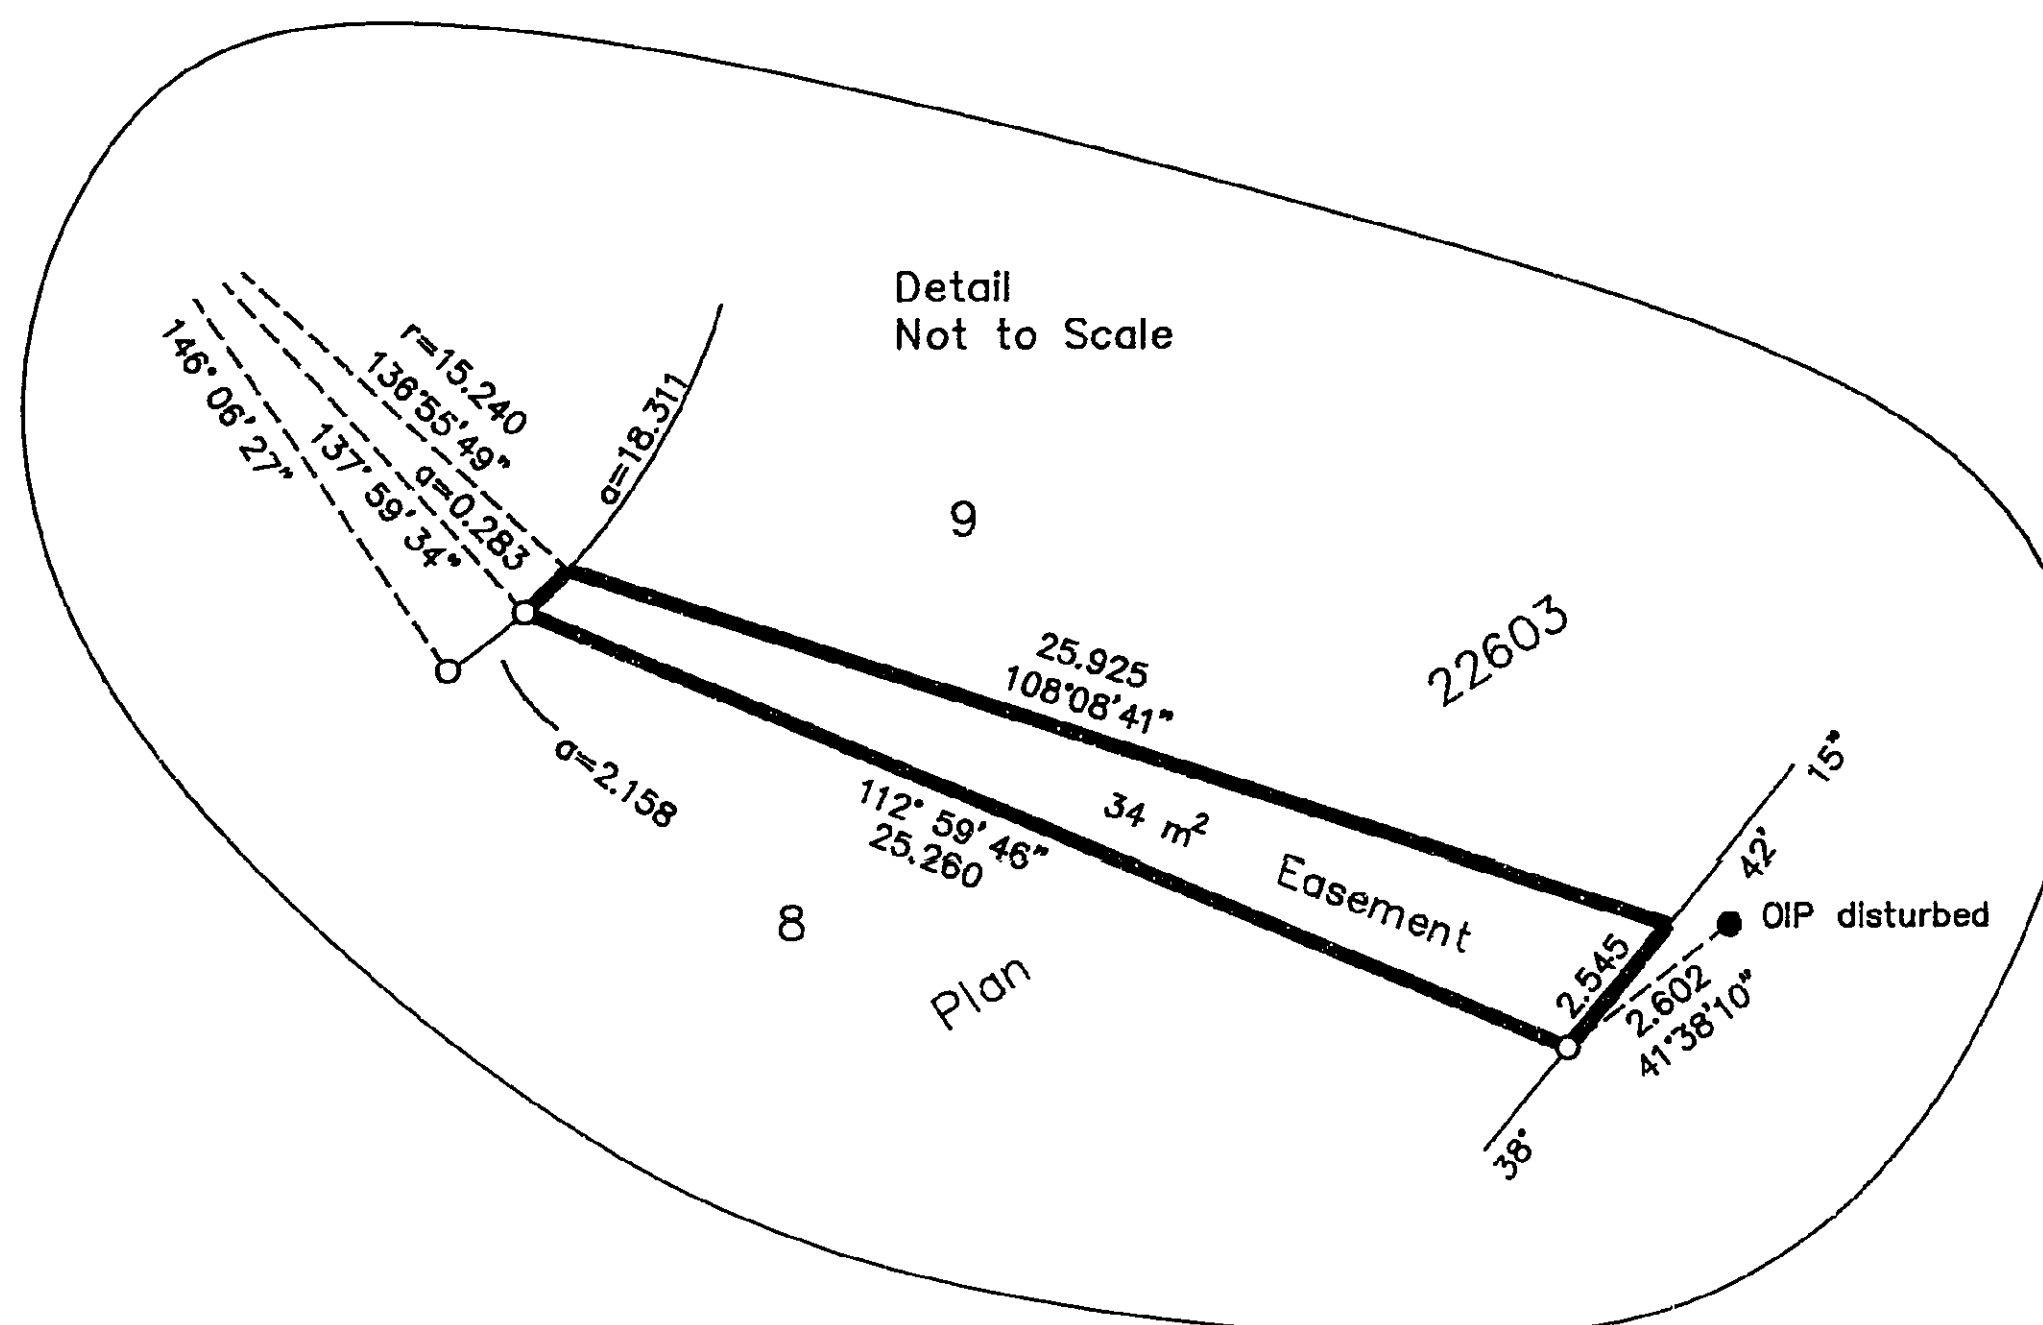 Detail
Not to Scale
r=15.240
136°55'49"
a=0.283
137° 59' 34"
146° 06' 27"
a=18.311
9
22603
25.925
108°08'41"
a=2.158
112° 59' 46"
25.260
34 m²
Easement
8
Plan
15"
42'
38°
OIP disturbed
2.545
2.602
41°38'10"